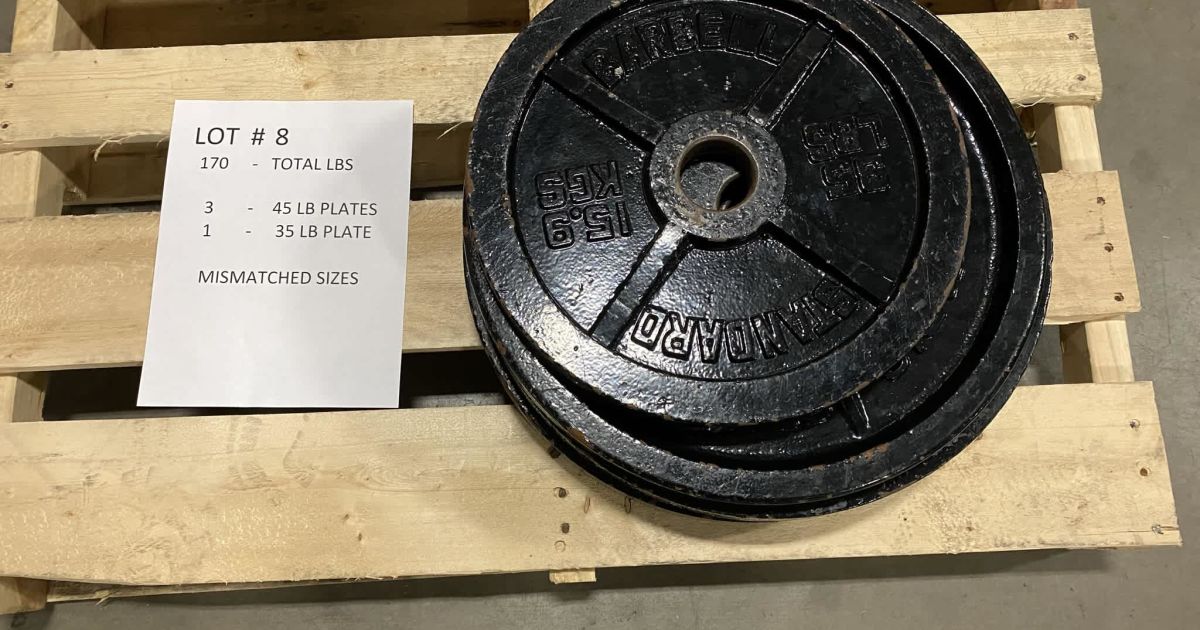 LOT # 8
170 - TOTAL LBS
3 - 45 LB PLATES
1 - 35 LB PLATE
MISMATCHED SIZES
BARBELL
35
LBS
15.9
KGS
STANDARD